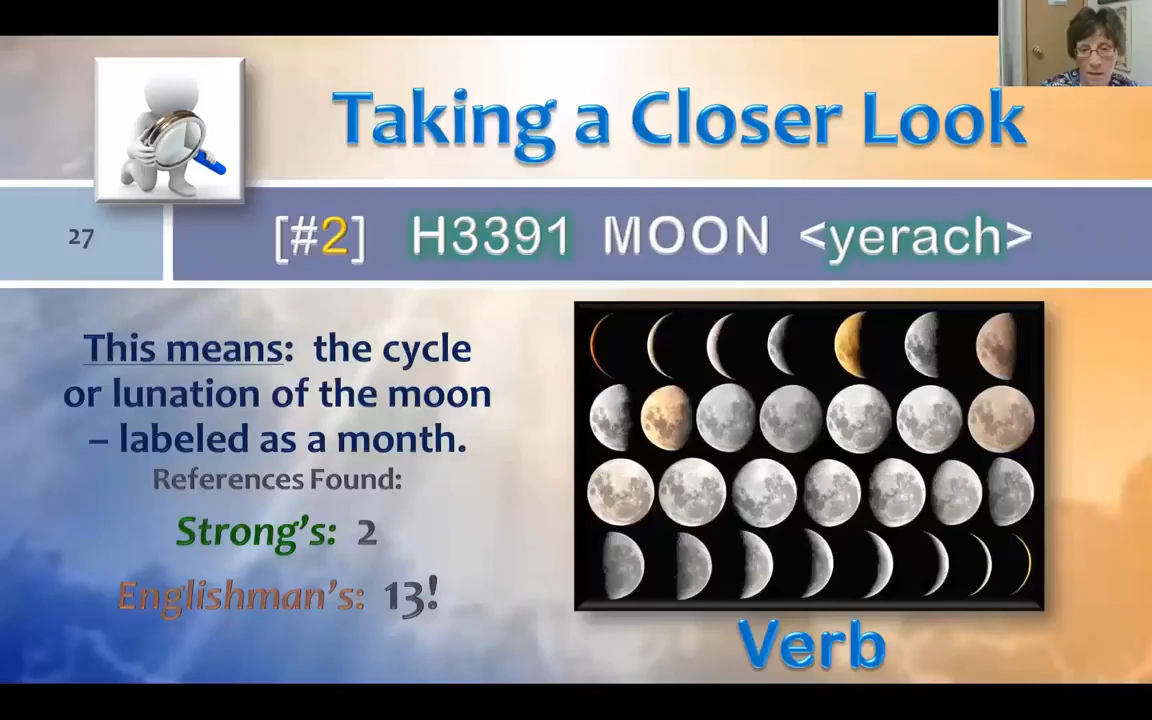 Taking a Closer Look
27
[#2] H3391 MOON <yerach>
This means: the cycle
or lunation of the moon
– labeled as a month.
References Found:
Strong's: 2
Englishman's: 13!
Verb